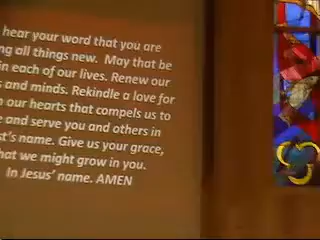 hear your word that you are
ng all things new. May that be
in each of our lives. Renew our
s and minds. Rekindle a love for
n our hearts that compels us to
e and serve you and others in
st's name. Give us your grace,
hat we might grow in you.
In Jesus' name. AMEN